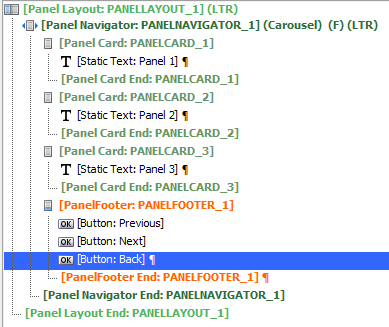 [Panel Layout: PANELLAYOUT_1] (LTR)
[Panel Navigator: PANELNAVIGATOR_1] (Carousel) (F) (LTR)
[Panel Card: PANELCARD_1]
T [Static Text: Panel 1] ¶
[Panel Card End: PANELCARD_1]
[Panel Card: PANELCARD_2]
T [Static Text: Panel 2] ¶
[Panel Card End: PANELCARD_2]
[Panel Card: PANELCARD_3]
T [Static Text: Panel 3] ¶
[Panel Card End: PANELCARD_3]
[PanelFooter: PANELFOOTER_1]
OK [Button: Previous]
OK [Button: Next]
OK [Button: Back] ¶
[PanelFooter End: PANELFOOTER_1] ¶
[Panel Navigator End: PANELNAVIGATOR_1]
[Panel Layout End: PANELLAYOUT_1]